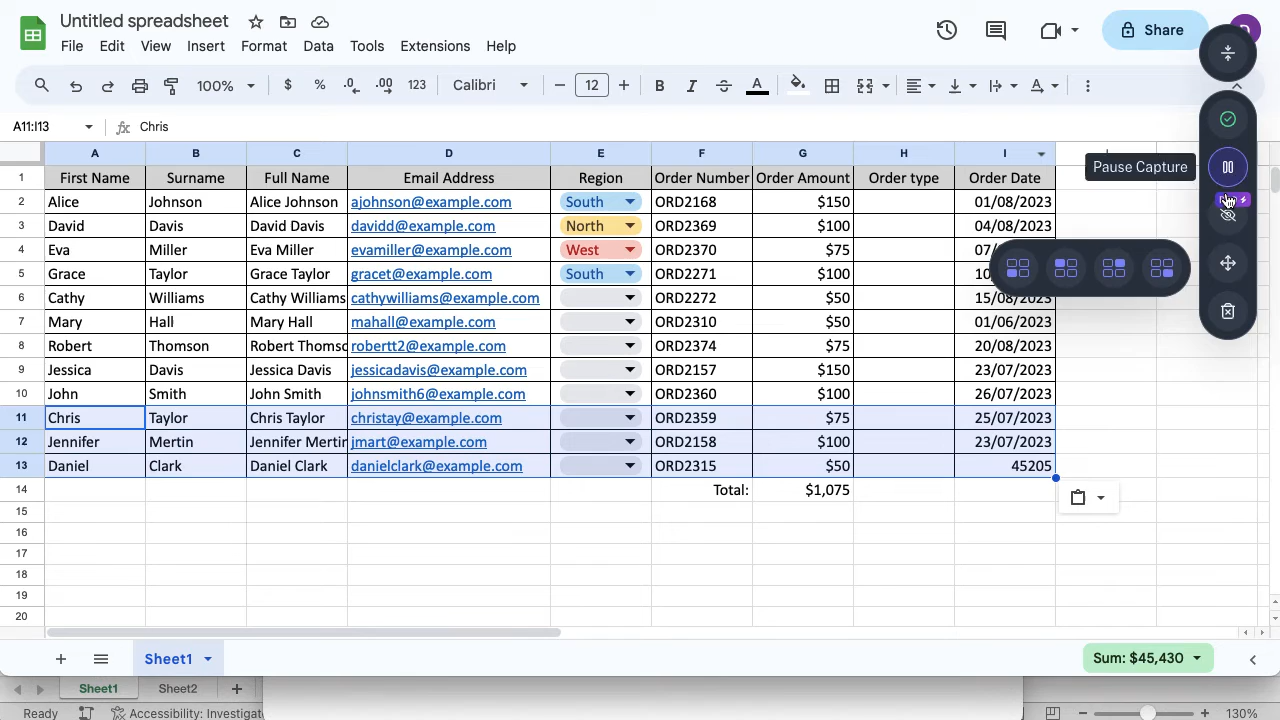 Untitled spreadsheet
File Edit View Insert Format Data Tools Extensions Help
Share
100% $ % .0 .00 123 Calibri 12 B I A
A11:I13 fx Chris
Pause Capture
A B C D E F G H I
1 First Name Surname Full Name Email Address Region Order Number Order Amount Order type Order Date
2 Alice Johnson Alice Johnson ajohnson@example.com South ORD2168 $150 01/08/2023
3 David Davis David Davis davidd@example.com North ORD2369 $100 04/08/2023
4 Eva Miller Eva Miller evamiller@example.com West ORD2370 $75 07/
5 Grace Taylor Grace Taylor gracet@example.com South ORD2271 $100 10
6 Cathy Williams Cathy Williams cathywilliams@example.com ORD2272 $50 15/08/2023
7 Mary Hall Mary Hall mahall@example.com ORD2310 $50 01/06/2023
8 Robert Thomson Robert Thomso robertt2@example.com ORD2374 $75 20/08/2023
9 Jessica Davis Jessica Davis jessicadavis@example.com ORD2157 $150 23/07/2023
10 John Smith John Smith johnsmith6@example.com ORD2360 $100 26/07/2023
11 Chris Taylor Chris Taylor christay@example.com ORD2359 $75 25/07/2023
12 Jennifer Mertin Jennifer Mertin jmart@example.com ORD2158 $100 23/07/2023
13 Daniel Clark Daniel Clark danielclark@example.com ORD2315 $50 45205
14 Total: $1,075
15
16
17
18
19
20
Sheet1 Sum: $45,430
Sheet1 Sheet2
Ready Accessibility: Investigat 130%